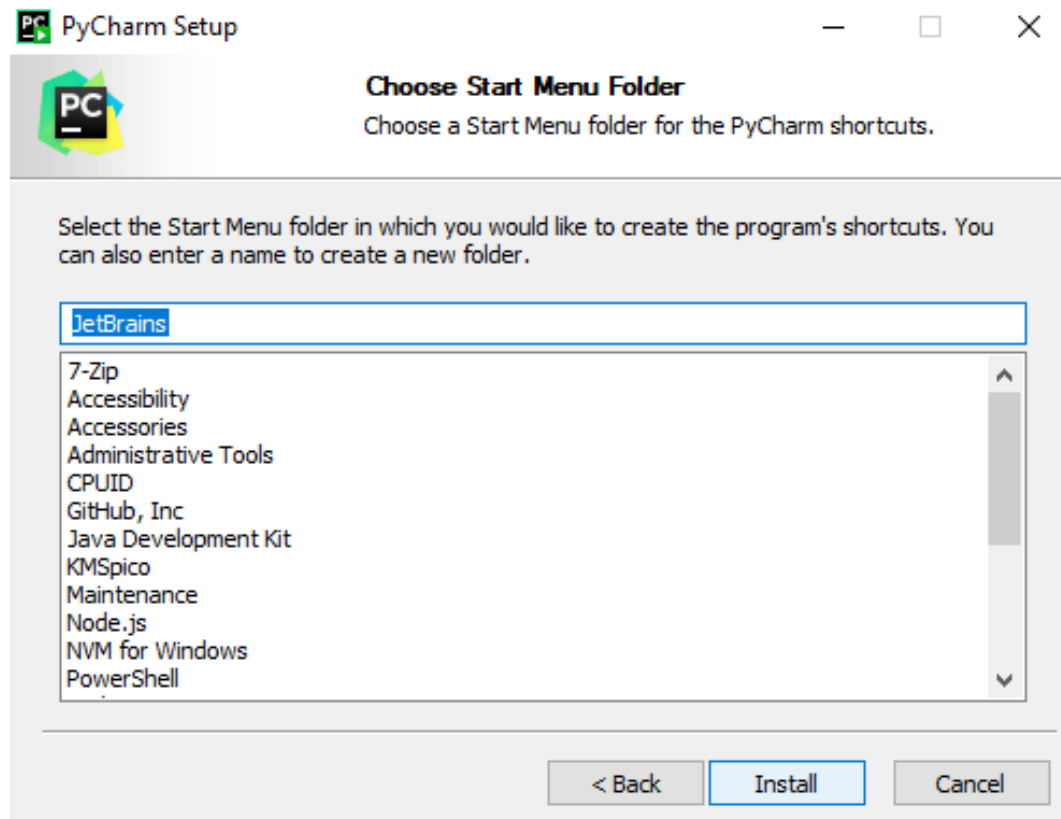 PC PyCharm Setup
PC
Choose Start Menu Folder
Choose a Start Menu folder for the PyCharm shortcuts.
Select the Start Menu folder in which you would like to create the program's shortcuts. You
can also enter a name to create a new folder.
JetBrains
7-Zip
Accessibility
Accessories
Administrative Tools
CPUID
GitHub, Inc
Java Development Kit
KMSpico
Maintenance
Node.js
NVM for Windows
PowerShell
< Back Install Cancel